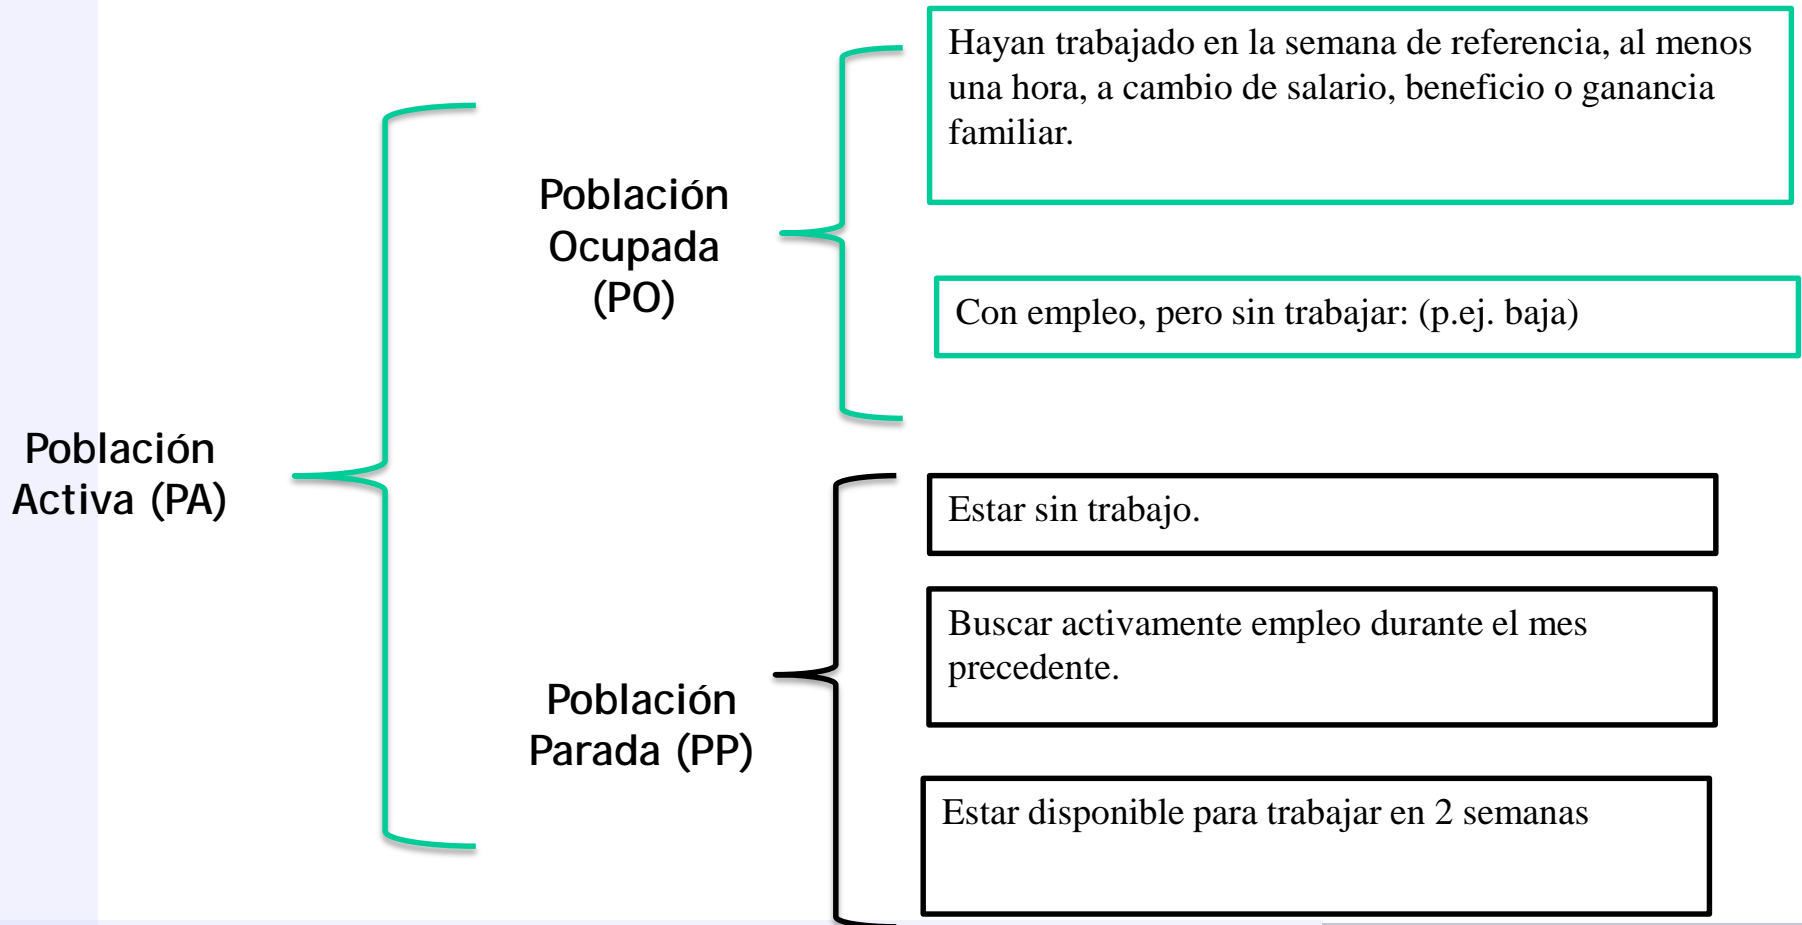 Población
Activa (PA)
Población
Ocupada
(PO)
Hayan trabajado en la semana de referencia, al menos
una hora, a cambio de salario, beneficio o ganancia
familiar.
Con empleo, pero sin trabajar: (p.ej. baja)
Población
Parada (PP)
Estar sin trabajo.
Buscar activamente empleo durante el mes
precedente.
Estar disponible para trabajar en 2 semanas